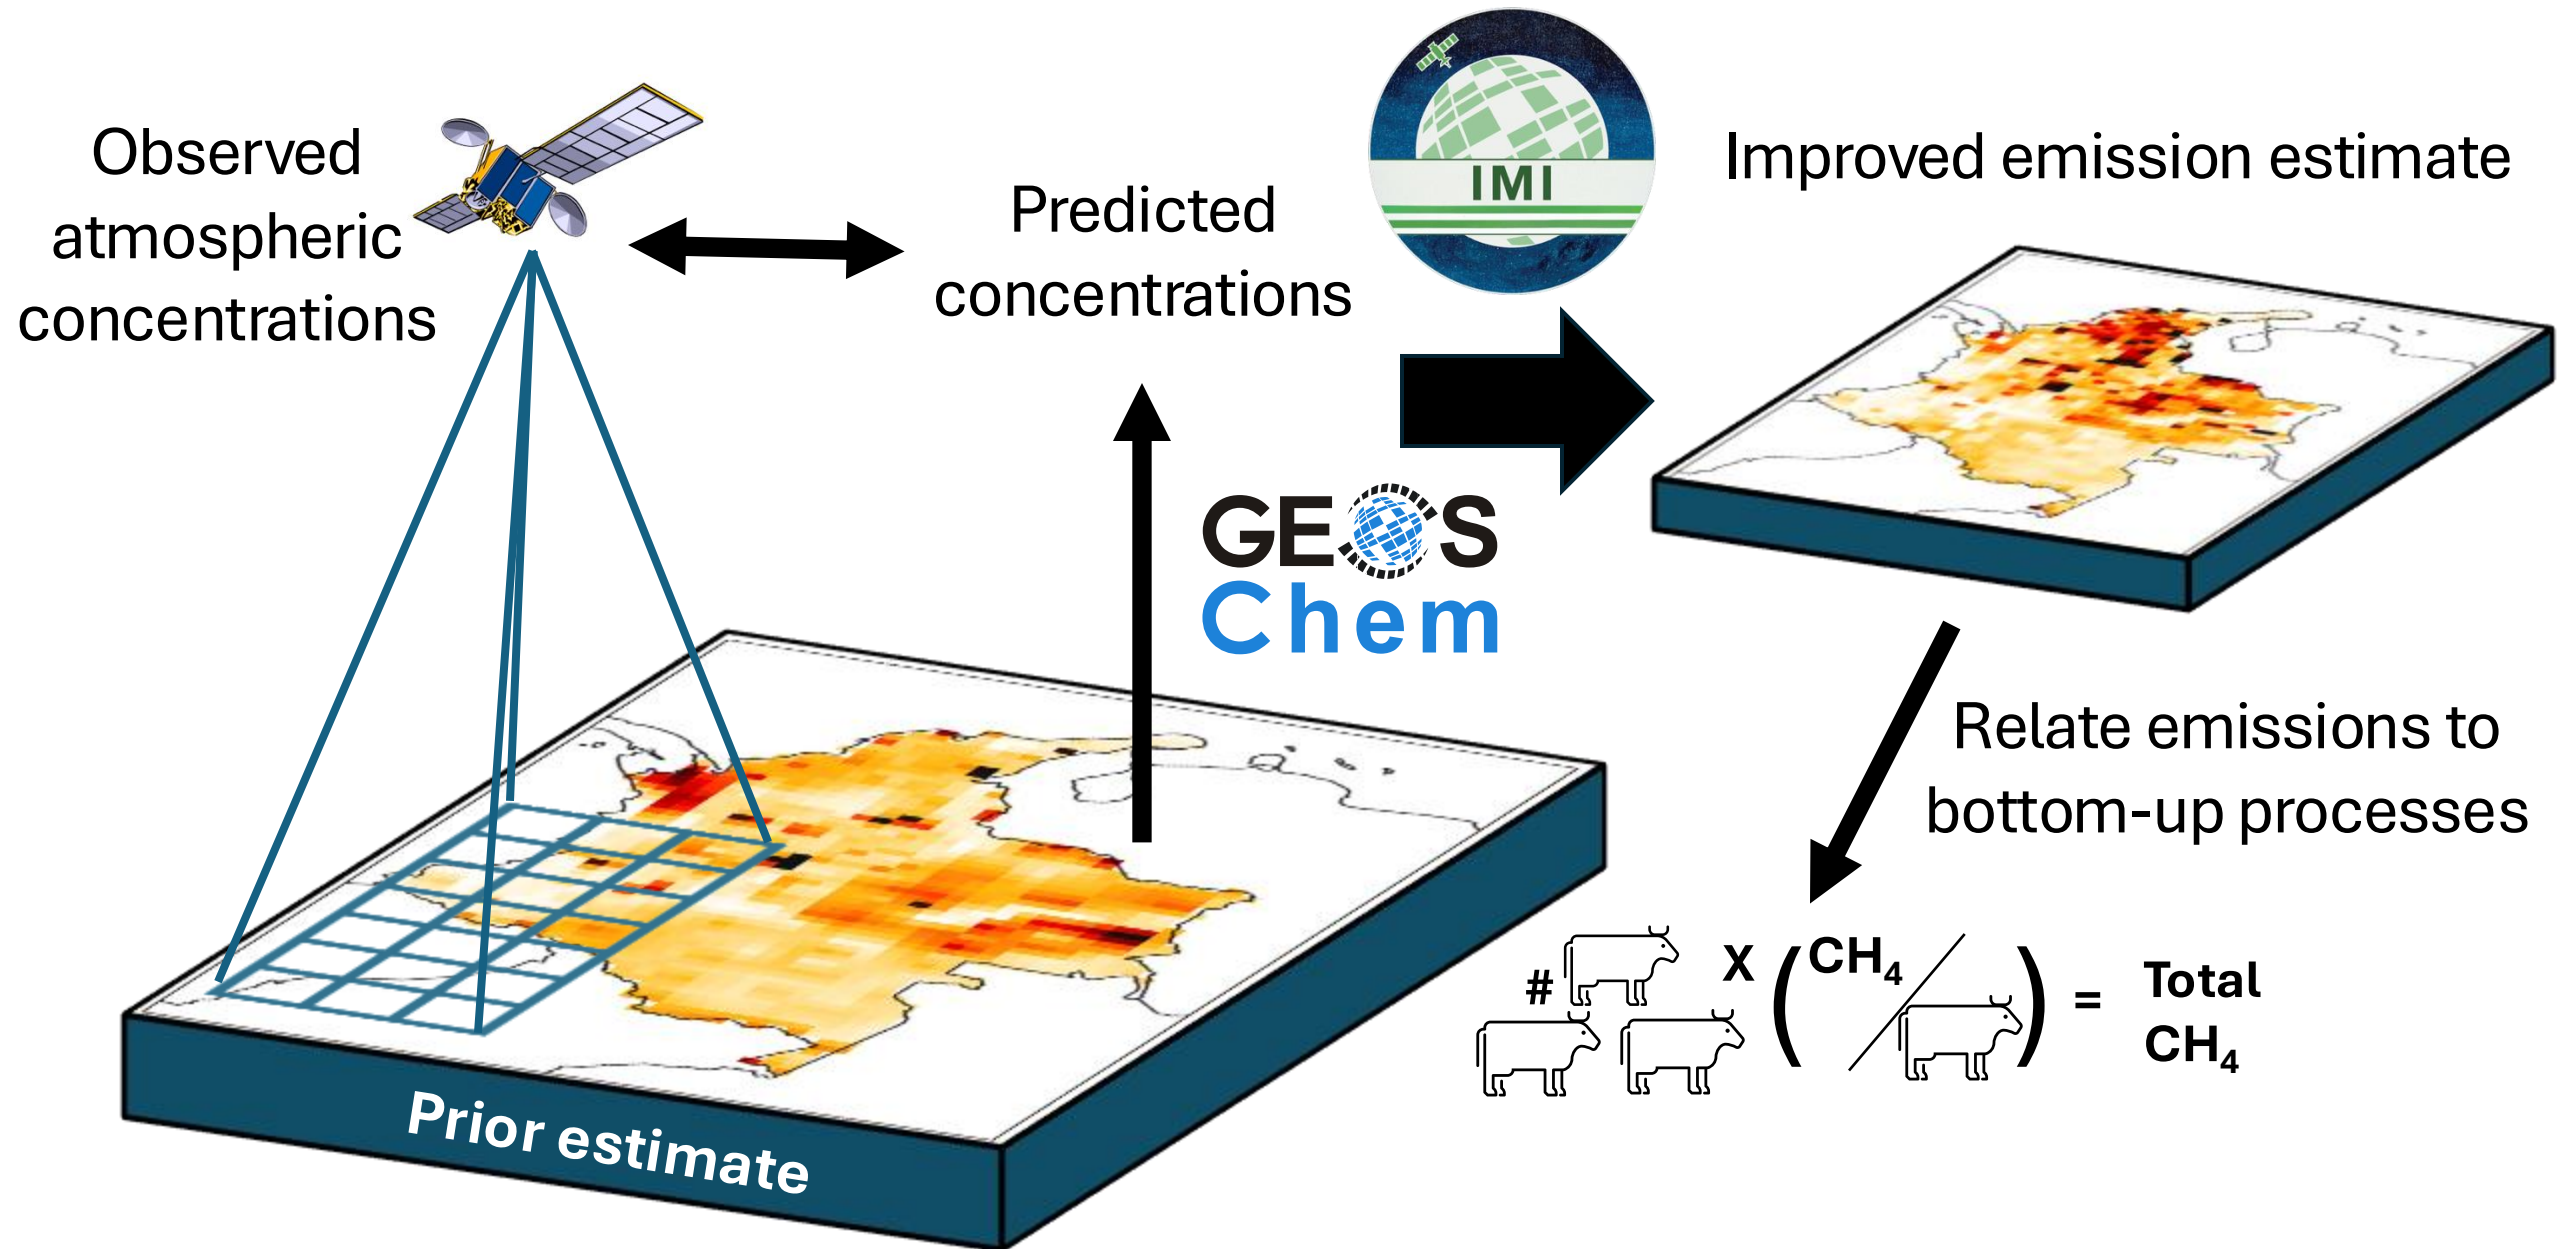 Observed
atmospheric
concentrations
Predicted
concentrations
IMI
Improved emission estimate
GEOS
Chem
Prior estimate
Relate emissions to
bottom-up processes
# X (CH₄ / ) = Total
CH₄